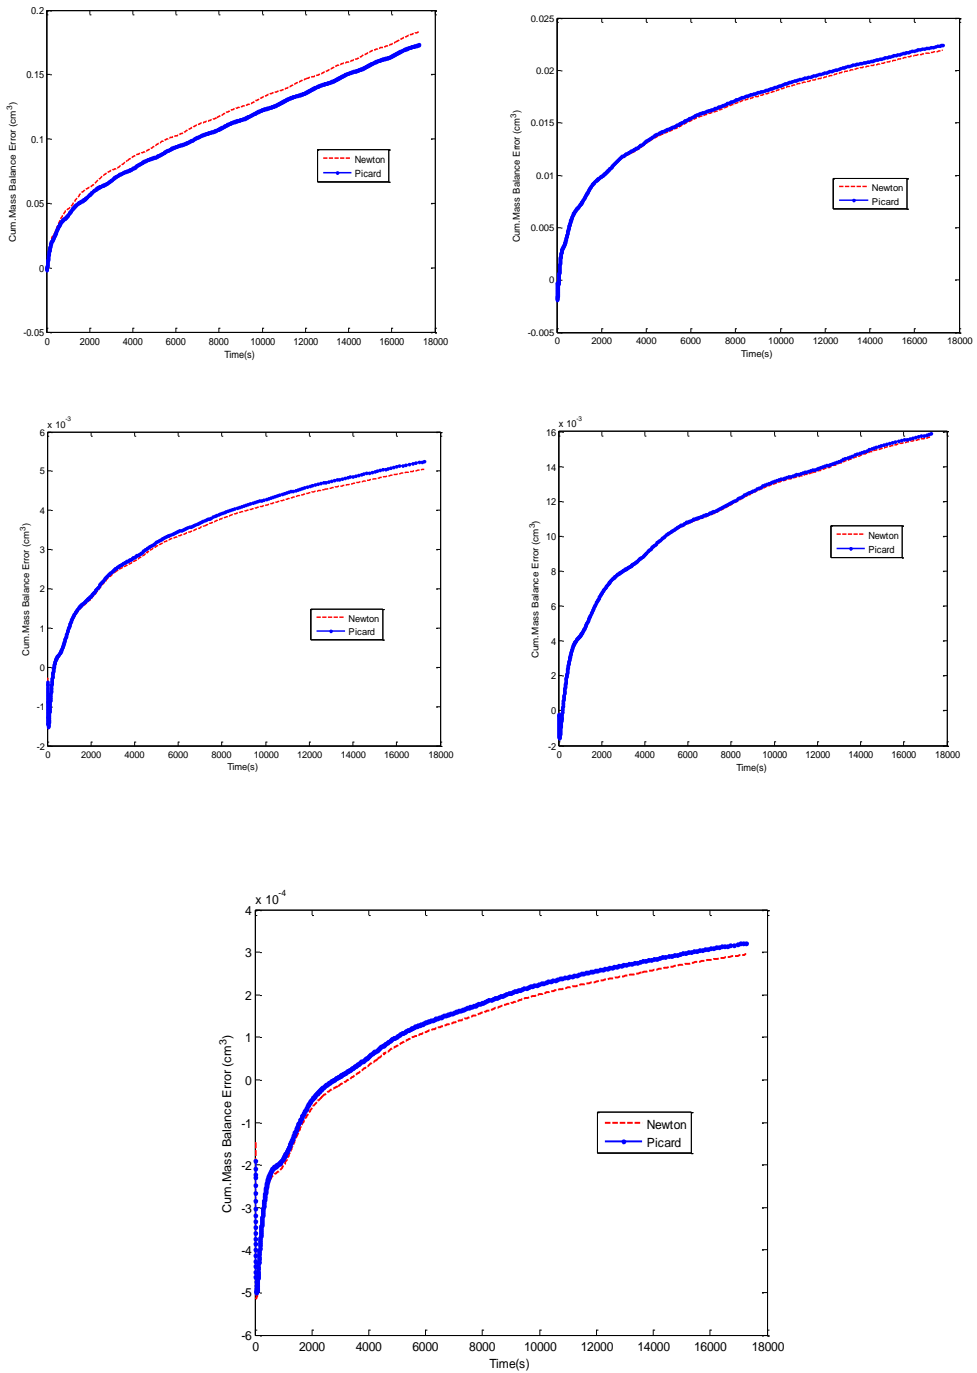 0.2
0.15
0.1
0.05
0
-0.05
Cum.Mass Balance Error (cm³)
Newton
Picard
0 2000 4000 6000 8000 10000 12000 14000 16000 18000
Time(s)
0.025
0.02
0.015
0.01
0.005
0
-0.005
Cum.Mass Balance Error (cm³)
Newton
Picard
0 2000 4000 6000 8000 10000 12000 14000 16000 18000
Time(s)
x 10⁻³
6
5
4
3
2
1
0
-1
-2
Cum.Mass Balance Error (cm³)
Newton
Picard
0 2000 4000 6000 8000 10000 12000 14000 16000 18000
Time(s)
x 10⁻³
16
14
12
10
8
6
4
2
0
-2
Cum.Mass Balance Error (cm³)
Newton
Picard
0 2000 4000 6000 8000 10000 12000 14000 16000 18000
Time(s)
x 10⁻⁴
4
3
2
1
0
-1
-2
-3
-4
-5
-6
Cum.Mass Balance Error (cm³)
Newton
Picard
0 2000 4000 6000 8000 10000 12000 14000 16000 18000
Time(s)